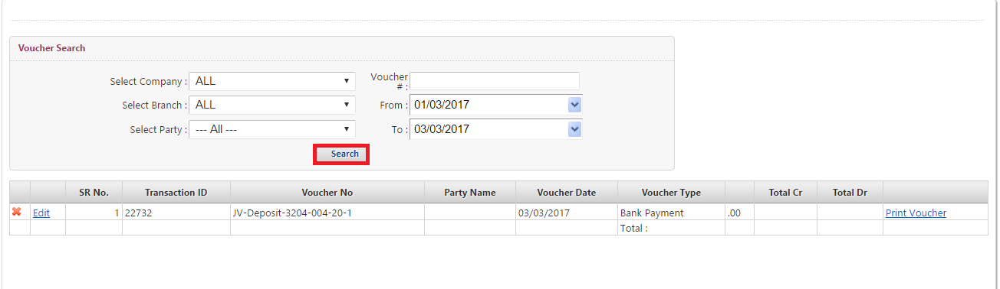 Voucher Search
Select Company : ALL Voucher # :
Select Branch : ALL From : 01/03/2017
Select Party : --- All --- To : 03/03/2017
Search
SR No. Transaction ID Voucher No Party Name Voucher Date Voucher Type Total Cr Total Dr
Edit 1 22732 JV-Deposit-3204-004-20-1 03/03/2017 Bank Payment .00 Print Voucher
Total :